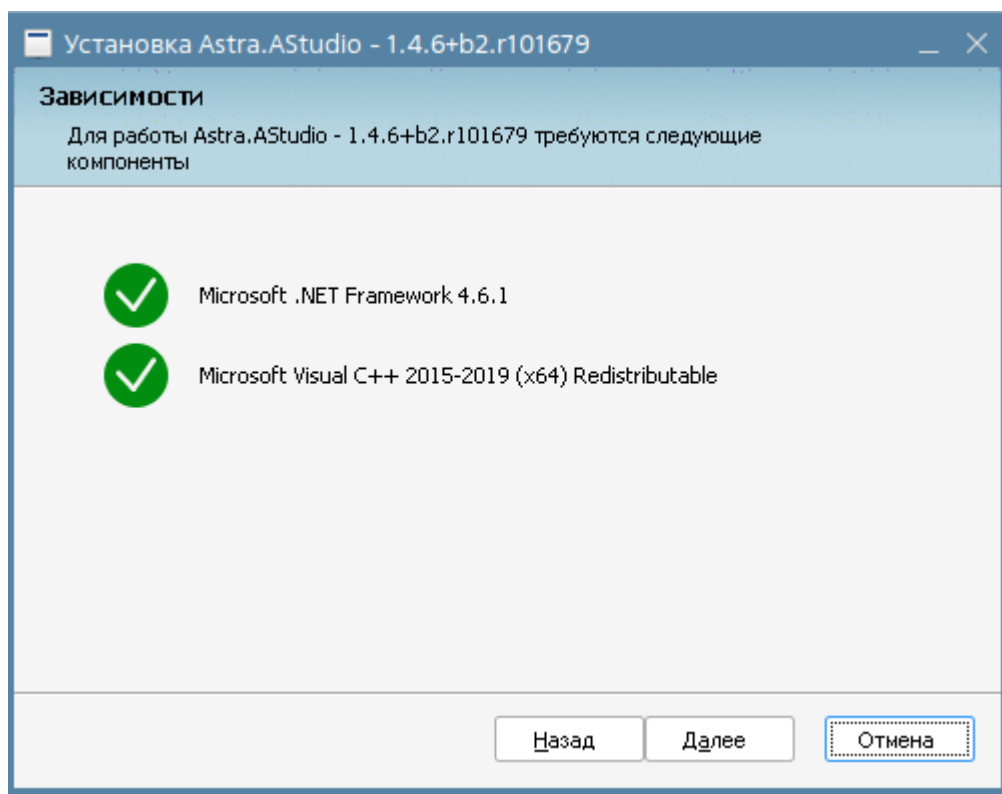 Установка Astra.AStudio - 1.4.6+b2.r101679
Зависимости
Для работы Astra.AStudio - 1.4.6+b2.r101679 требуются следующие
компоненты
Microsoft .NET Framework 4.6.1
Microsoft Visual C++ 2015-2019 (x64) Redistributable
Назад Далее Отмена